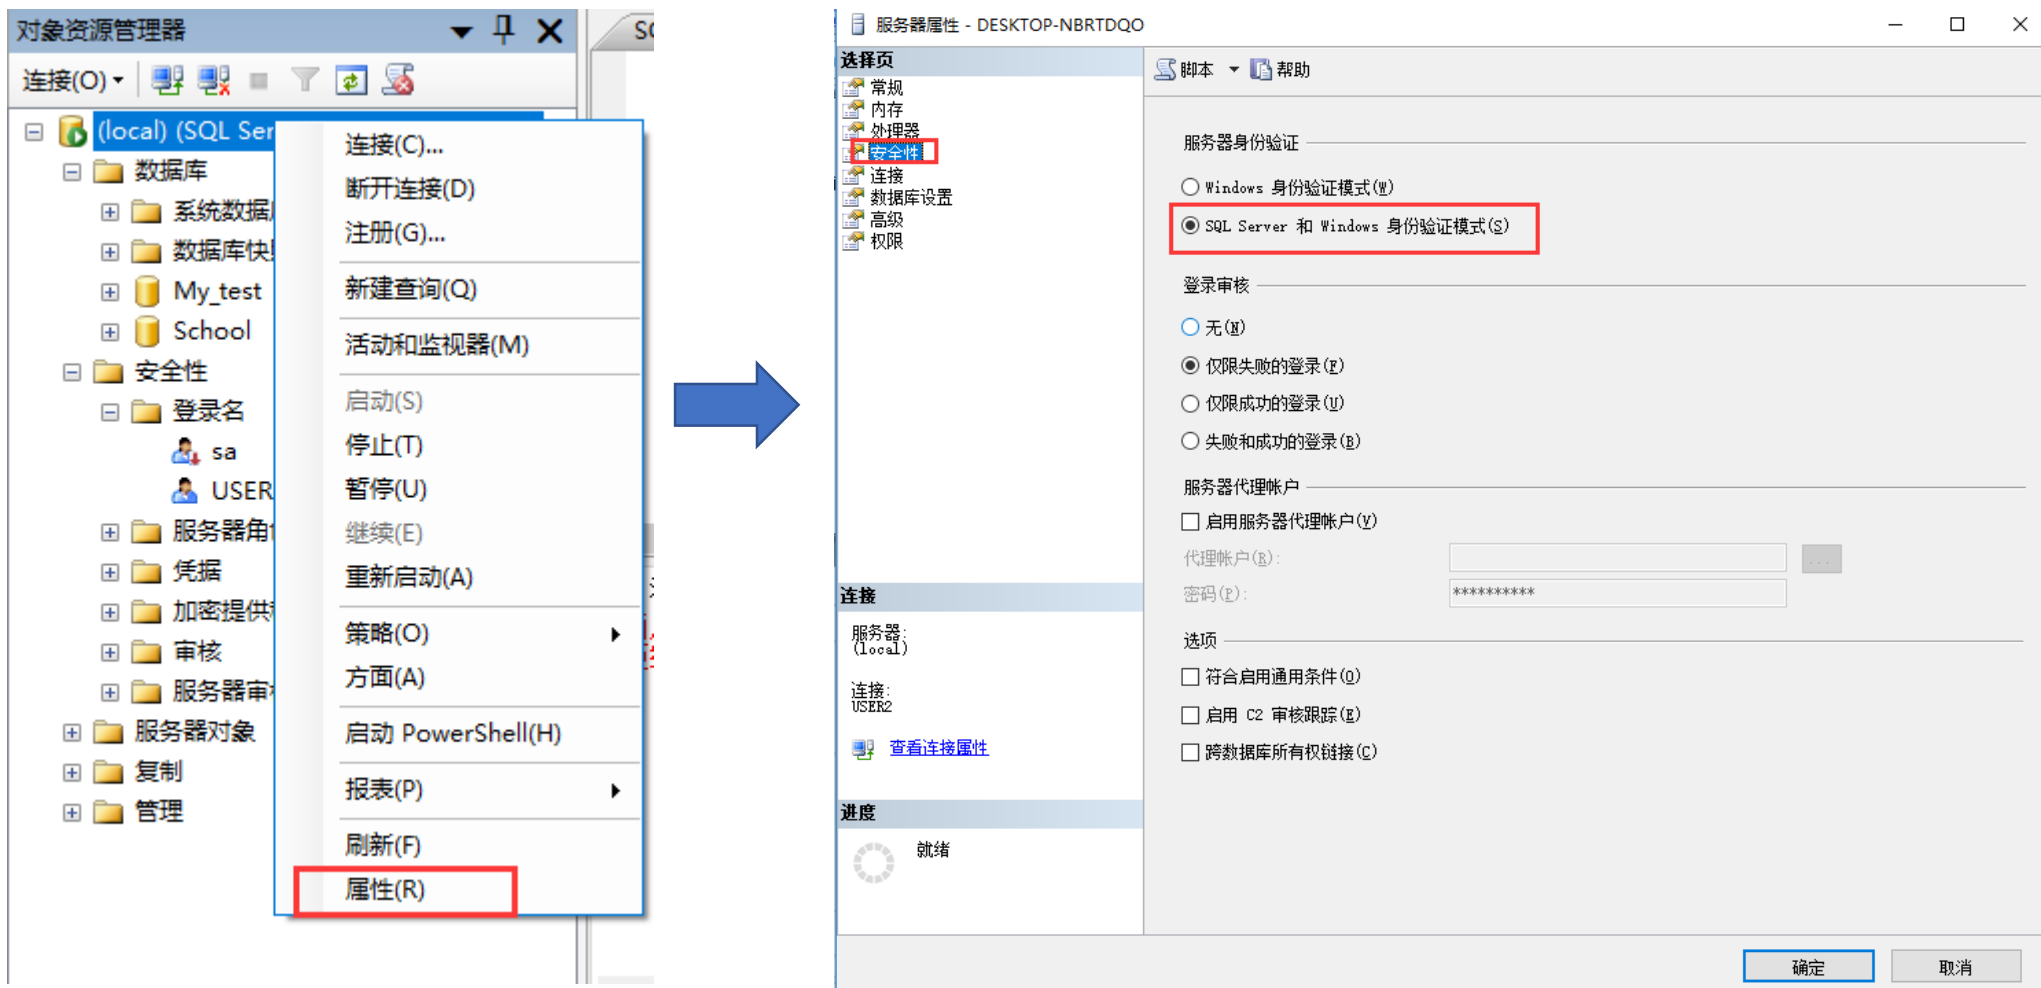 对象资源管理器
连接(O)
(local) (SQL Ser
数据库
系统数据
数据库快
My_test
School
安全性
登录名
sa
USER
服务器角
凭据
加密提供
审核
服务器审
服务器对象
复制
管理
连接(C)...
断开连接(D)
注册(G)...
新建查询(Q)
活动和监视器(M)
启动(S)
停止(T)
暂停(U)
继续(E)
重新启动(A)
策略(O)
方面(A)
启动 PowerShell(H)
报表(P)
刷新(F)
属性(R)
服务器属性 - DESKTOP-NBRTDQO
选择页
常规
内存
处理器
安全性
连接
数据库设置
高级
权限
连接
服务器:
(local)
连接:
USER2
查看连接属性
进度
就绪
脚本 帮助
服务器身份验证
Windows 身份验证模式(W)
SQL Server 和 Windows 身份验证模式(S)
登录审核
无(N)
仅限失败的登录(F)
仅限成功的登录(U)
失败和成功的登录(B)
服务器代理帐户
启用服务器代理帐户(V)
代理帐户(R):
...
密码(P):
**********
选项
符合启用通用条件(O)
启用 C2 审核跟踪(E)
跨数据库所有权链接(C)
确定
取消